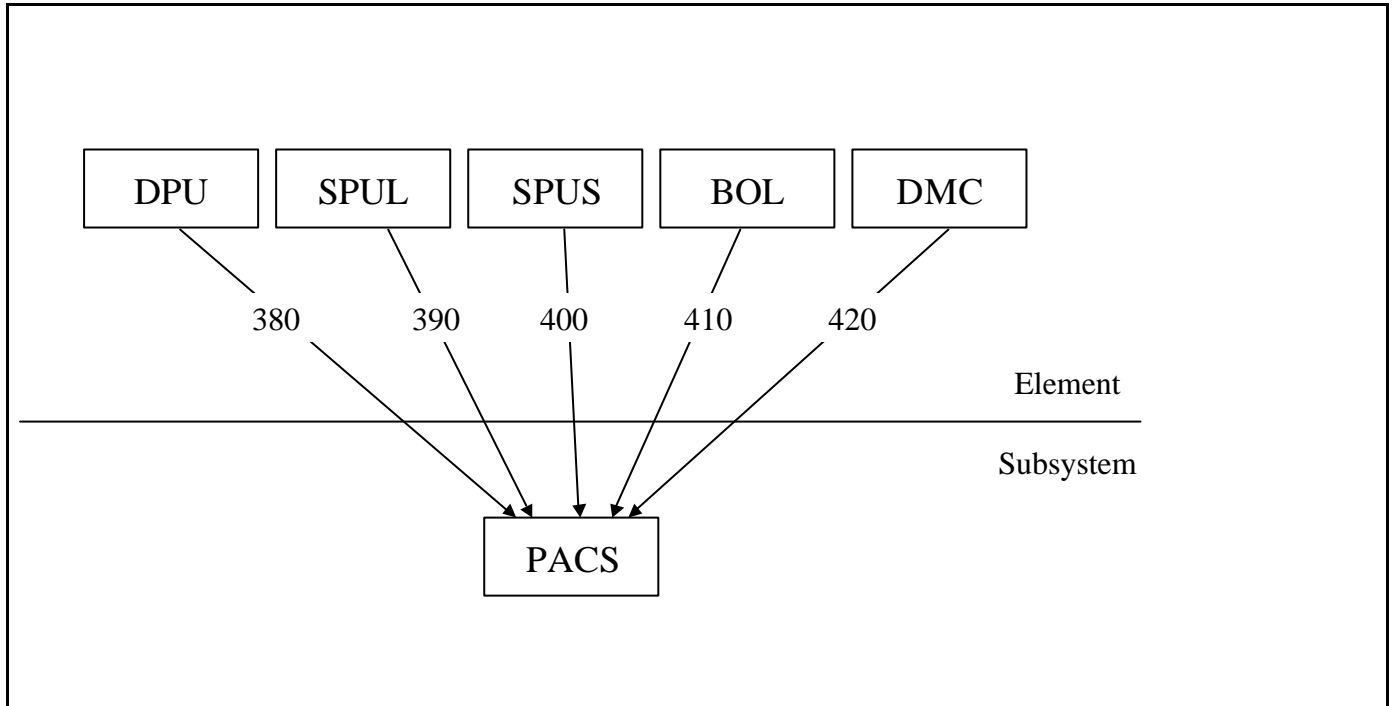 DPU SPUL SPUS BOL DMC
380 390 400 410 420
Element
Subsystem
PACS